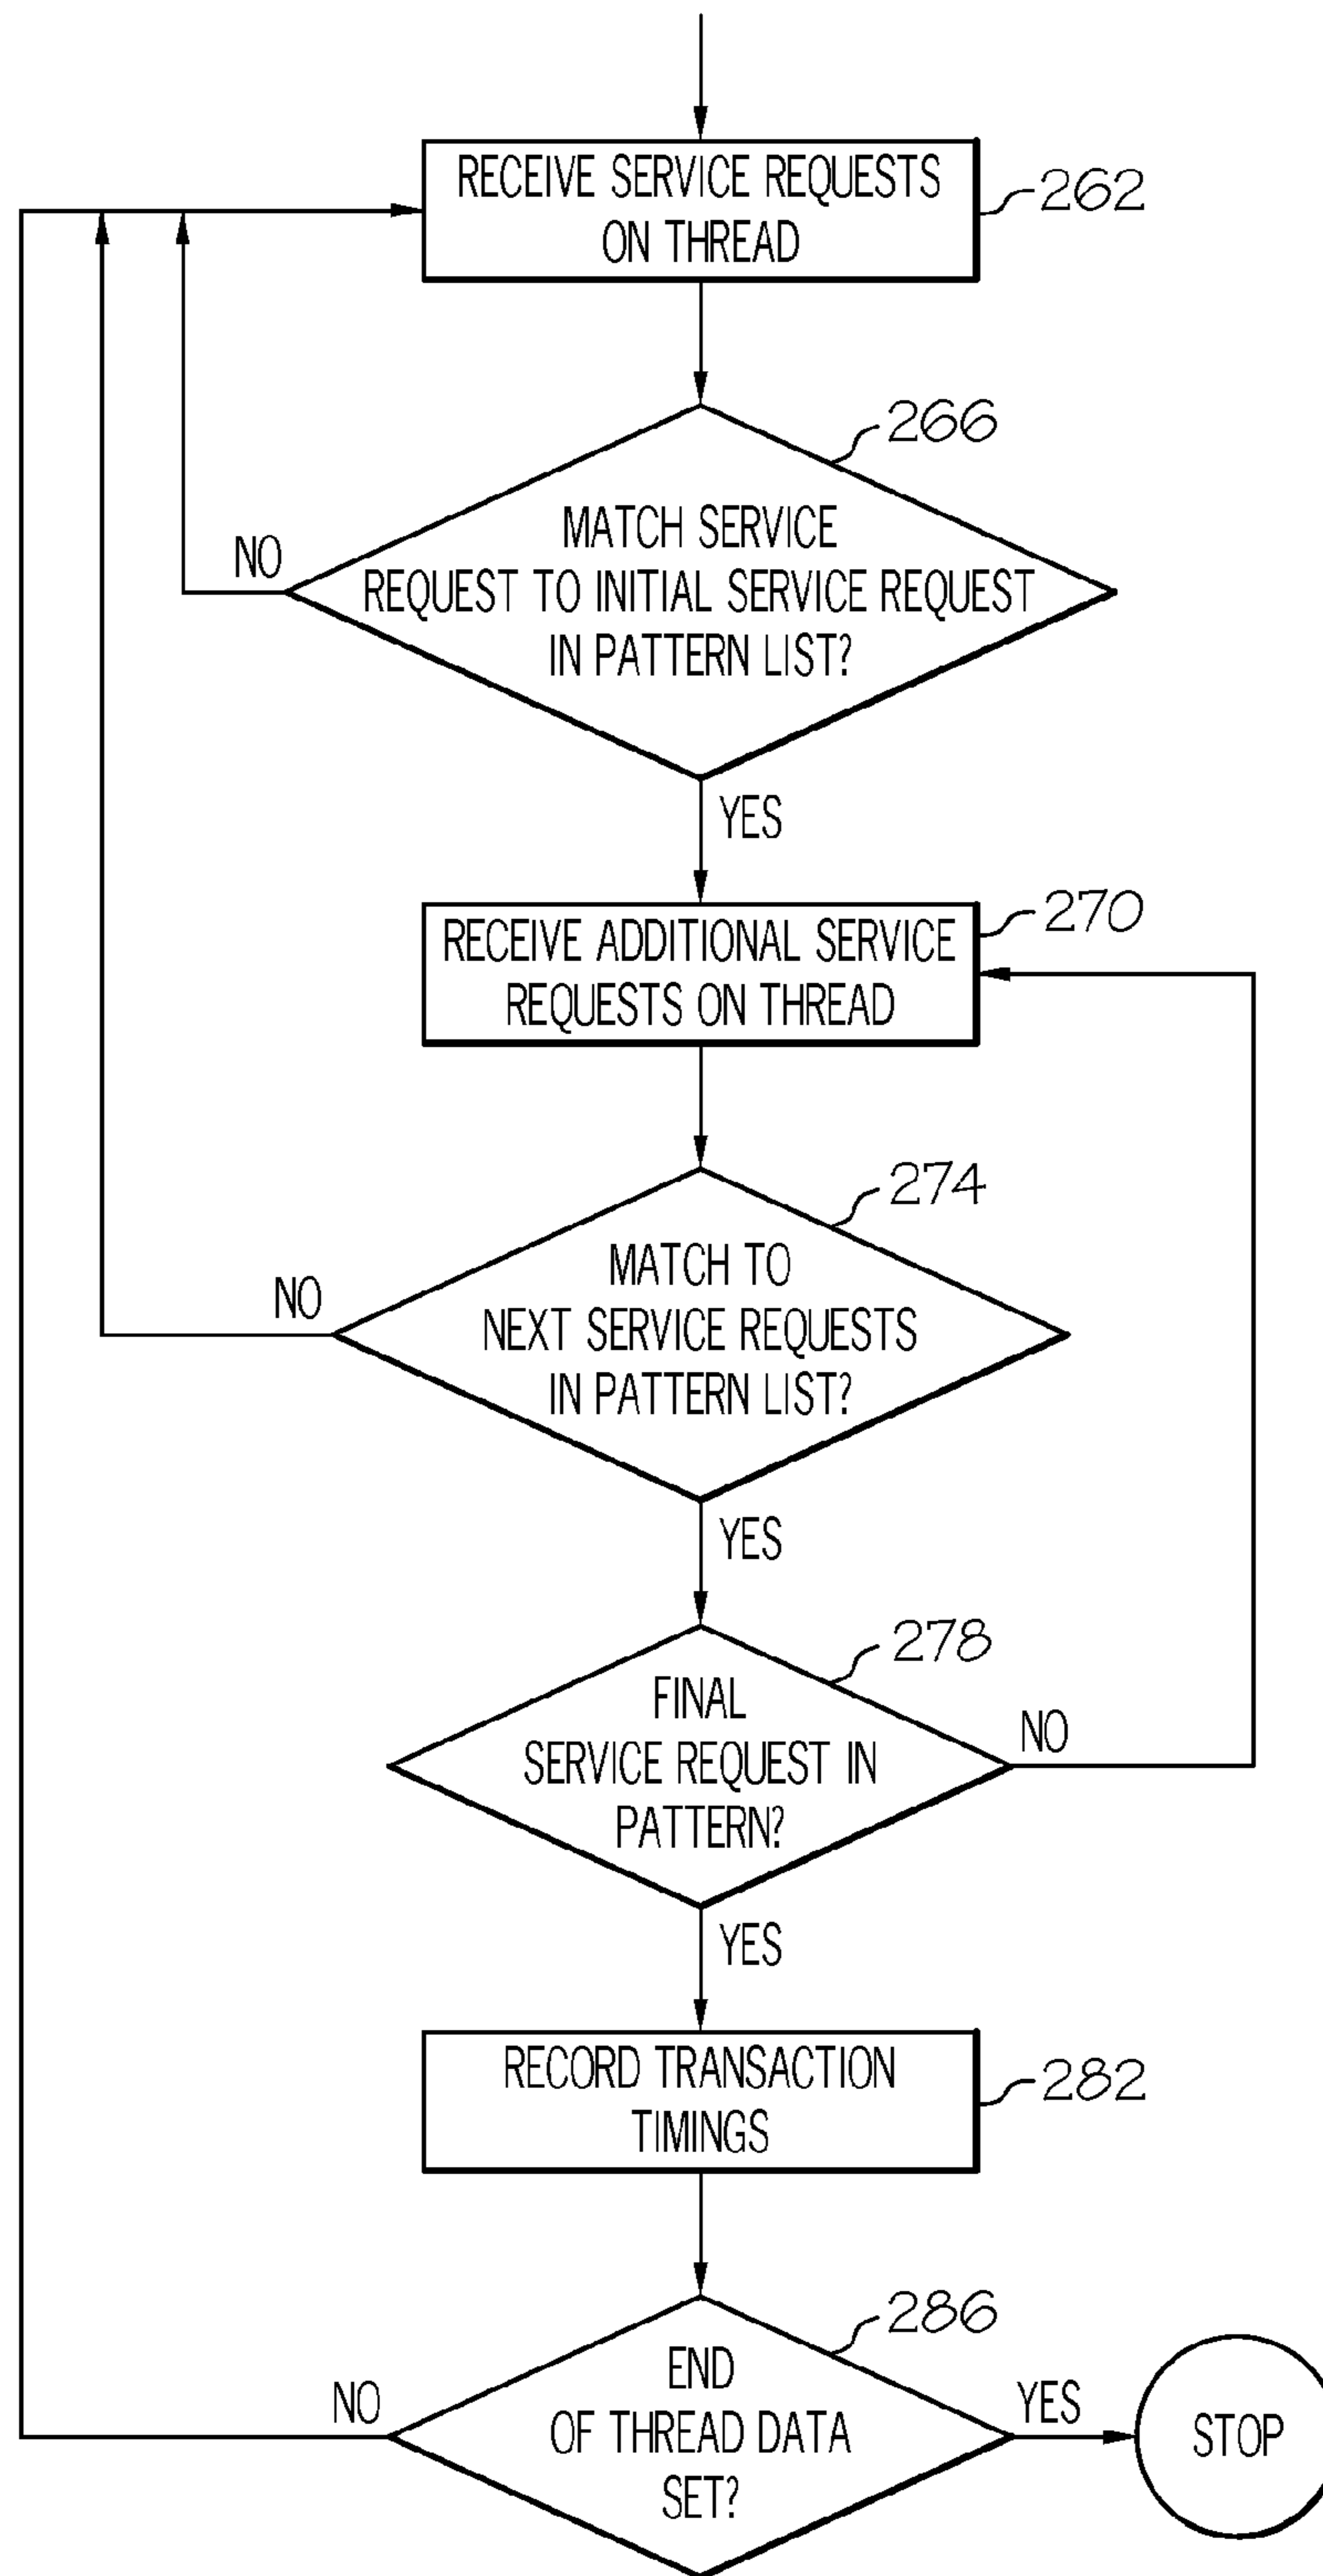 RECEIVE SERVICE REQUESTS
ON THREAD
262
266
MATCH SERVICE
REQUEST TO INITIAL SERVICE REQUEST
IN PATTERN LIST?
NO
YES
RECEIVE ADDITIONAL SERVICE
REQUESTS ON THREAD
270
274
MATCH TO
NEXT SERVICE REQUESTS
IN PATTERN LIST?
NO
YES
278
FINAL
SERVICE REQUEST IN
PATTERN?
NO
YES
RECORD TRANSACTION
TIMINGS
282
286
END
OF THREAD DATA
SET?
NO
YES
STOP